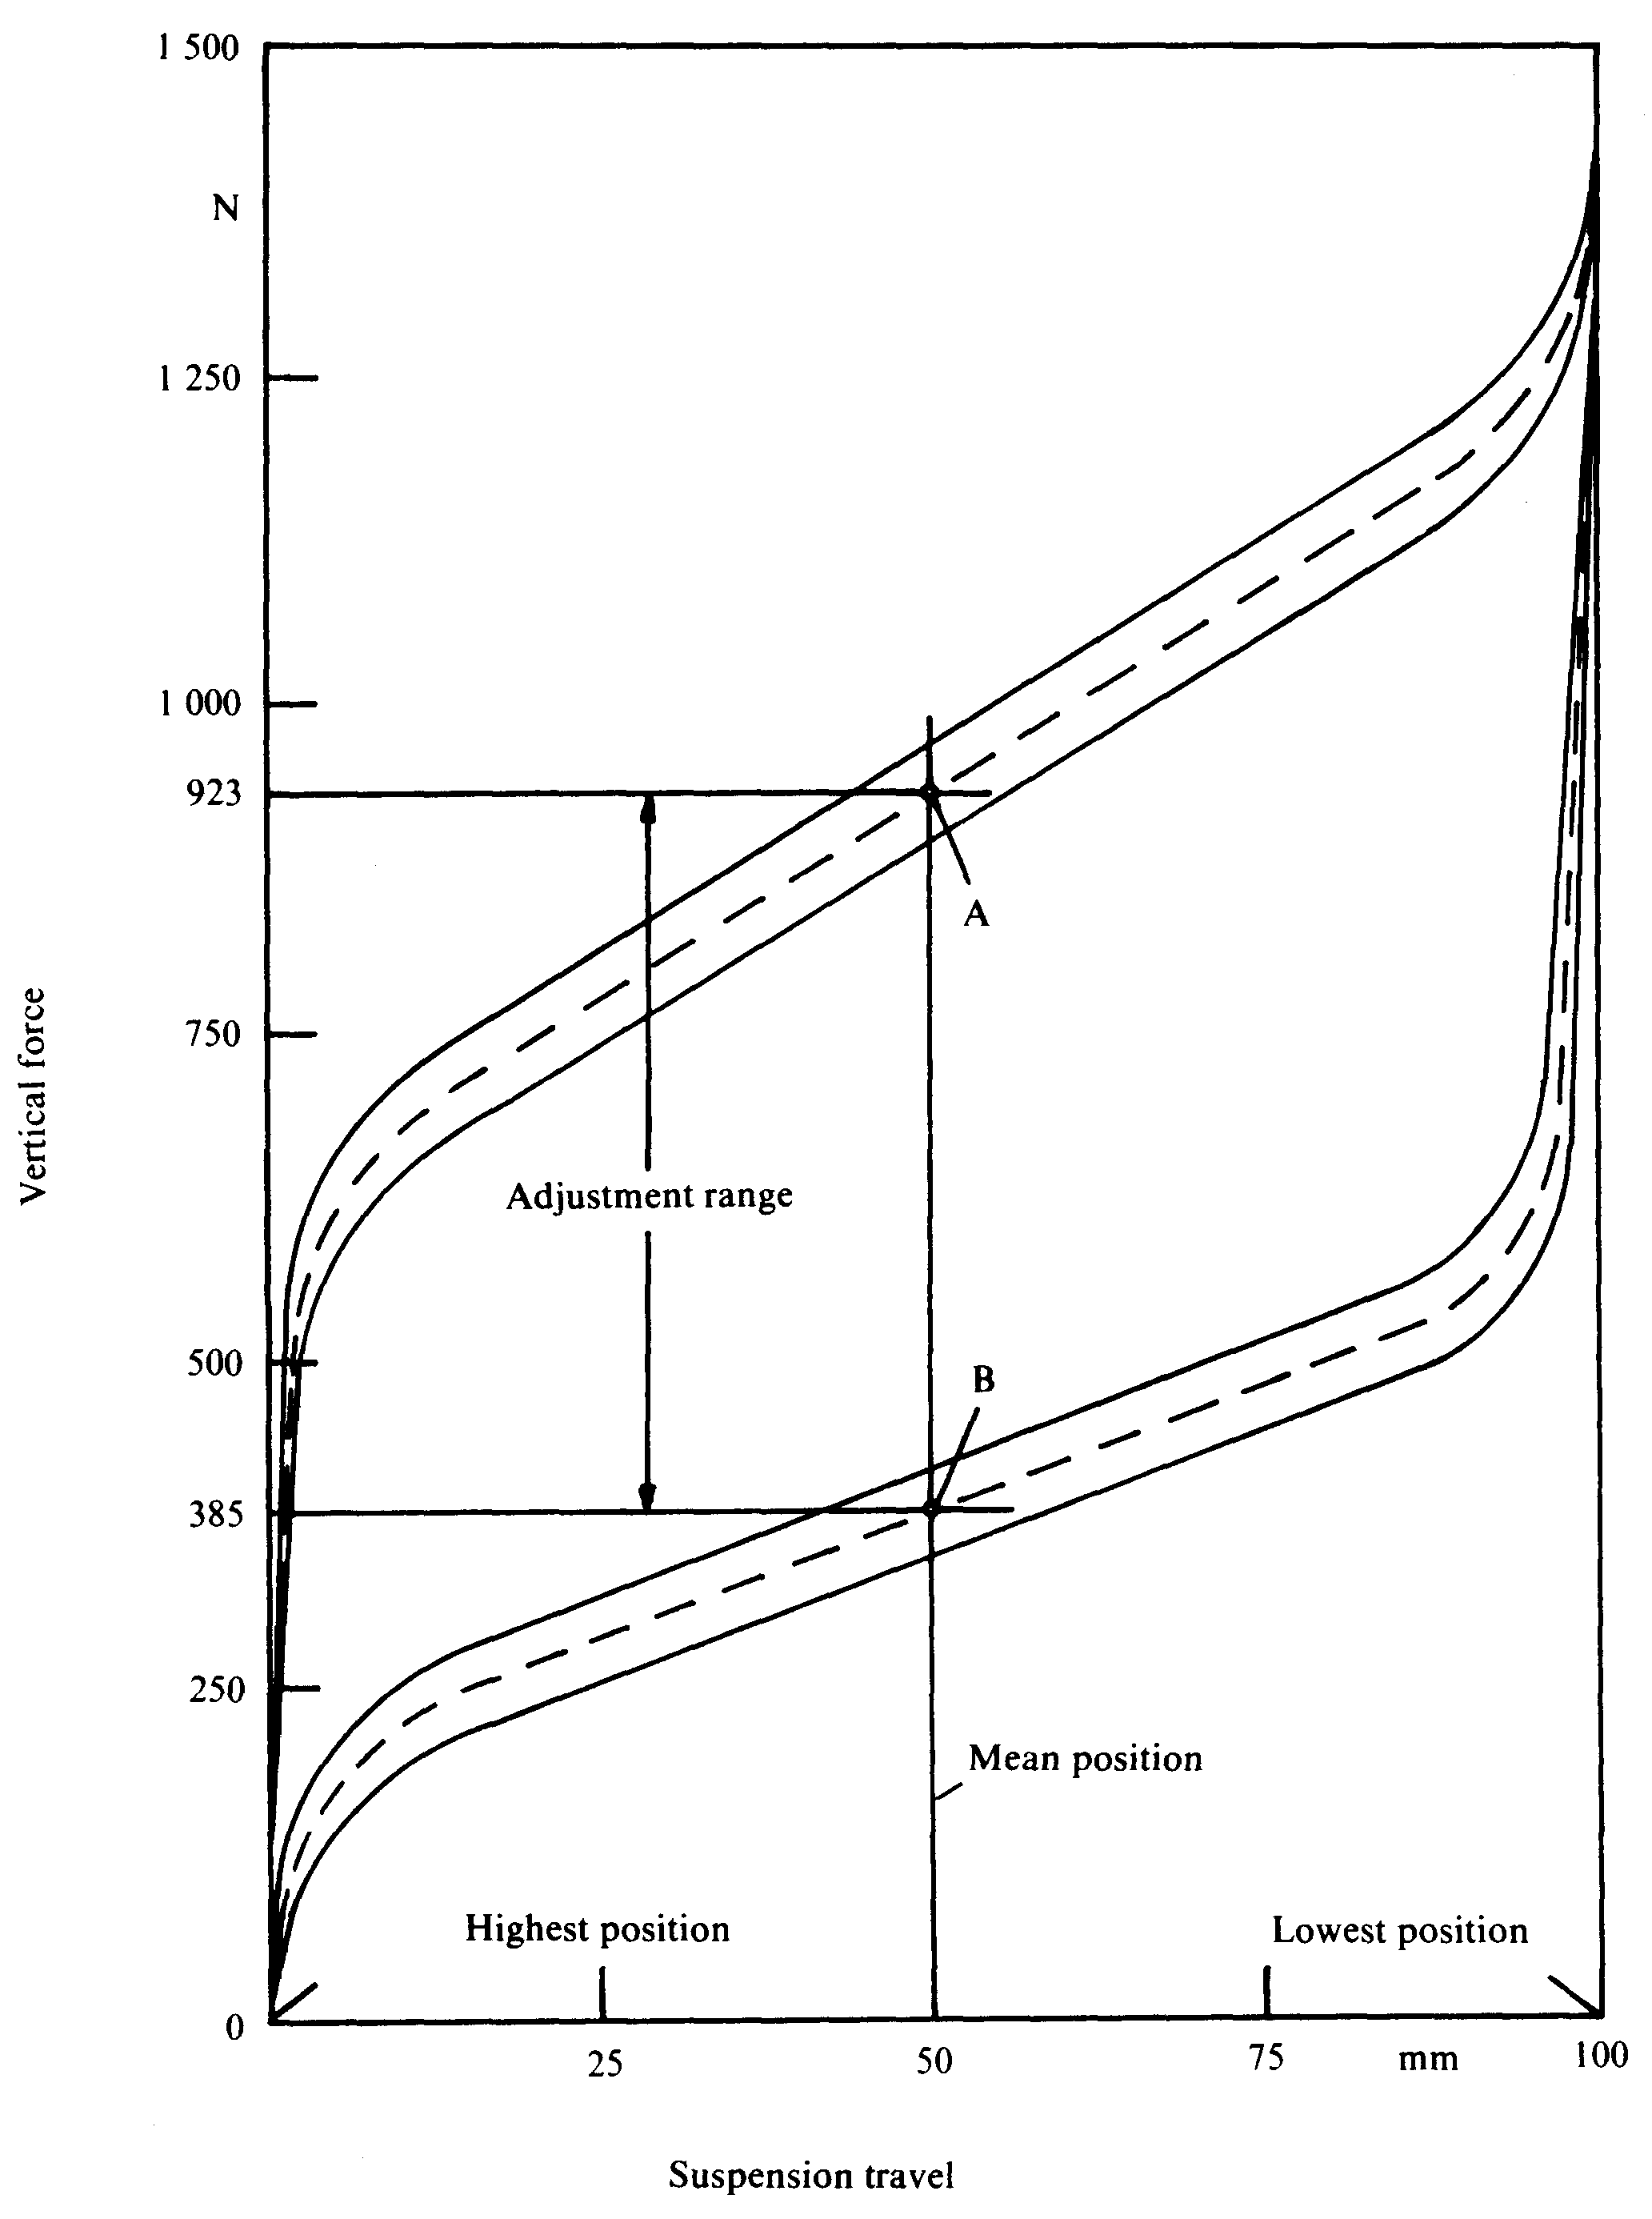 1 500
N
1 250
1 000
923
A
750
Vertical force
Adjustment range
500
B
385
250
Mean position
Highest position
Lowest position
0
25
50
75
mm
100
Suspension travel